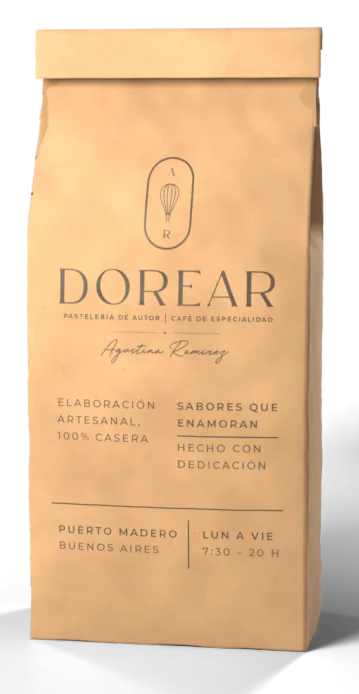 A
R
DOREAR
PASTELERÍA DE AUTOR | CAFÉ DE ESPECIALIDAD
Agustina Ramirez
ELABORACIÓN
ARTESANAL,
100% CASERA
SABORES QUE
ENAMORAN
HECHO CON
DEDICACIÓN
PUERTO MADERO
BUENOS AIRES
LUN A VIE
7:30 – 20 H